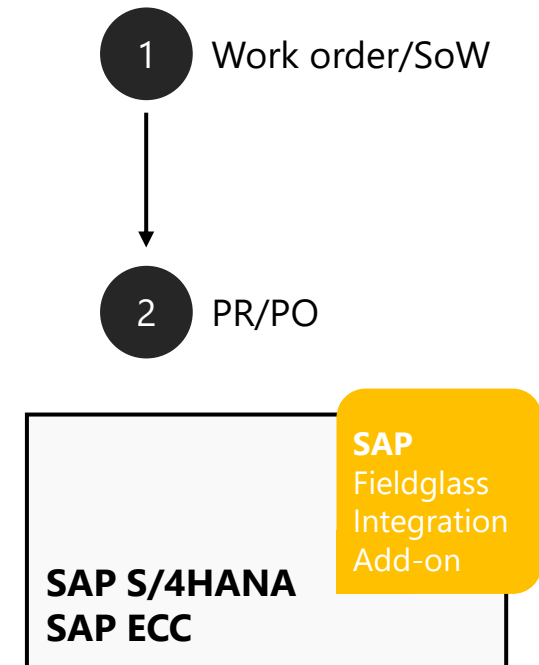 1 Work order/SoW
2 PR/PO
SAP
Fieldglass
Integration
Add-on
SAP S/4HANA
SAP ECC